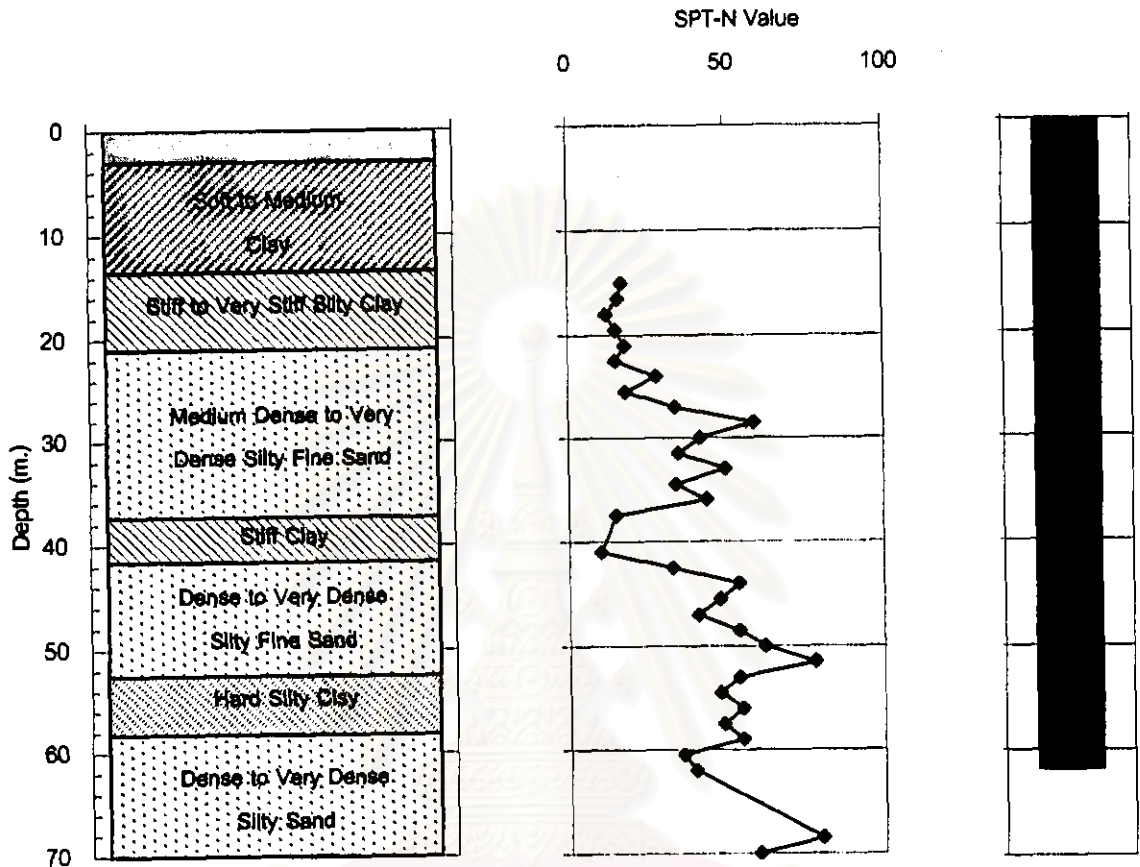 SPT-N Value
0 50 100
0
10
20
30
40
50
60
70
Depth (m.)
Soft to Medium
Clay
Stiff to Very Stiff Silty Clay
Medium Dense to Very
Dense Silty Fine Sand
Stiff Clay
Dense to Very Dense
Silty Fine Sand
Hard Silty Clay
Dense to Very Dense
Silty Sand